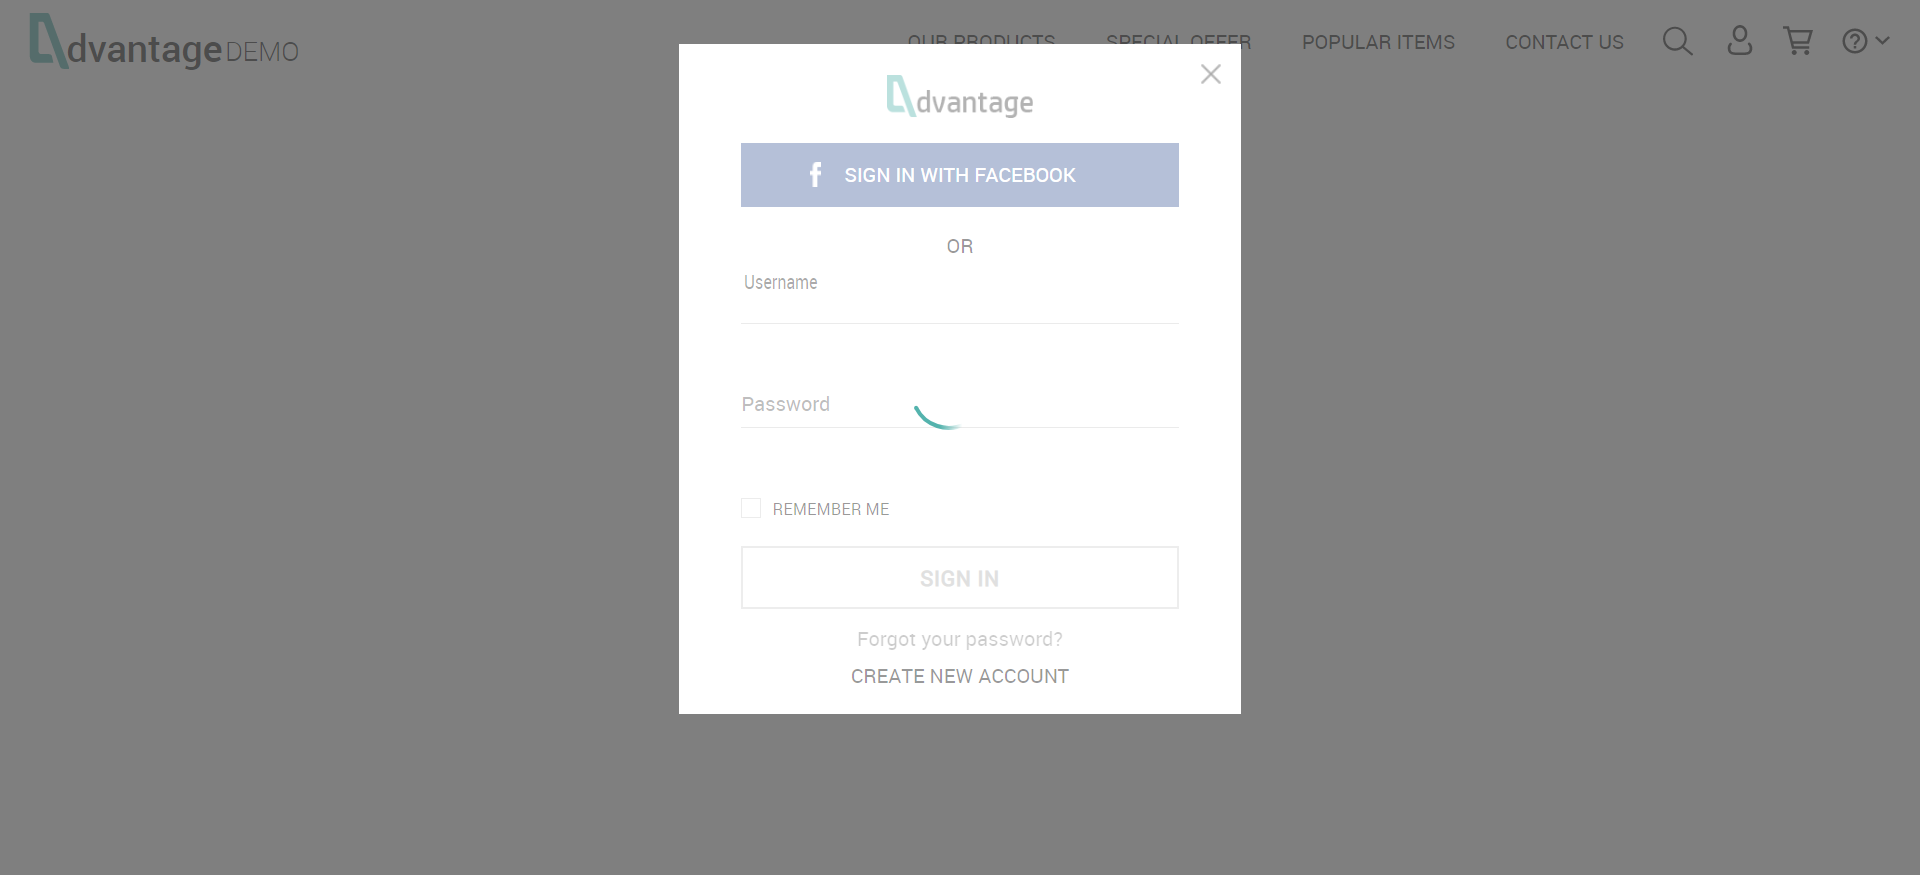 dvantage DEMO
OUR PRODUCTS SPECIAL OFFER POPULAR ITEMS CONTACT US
dvantage
SIGN IN WITH FACEBOOK
OR
Username
Password
REMEMBER ME
SIGN IN
Forgot your password?
CREATE NEW ACCOUNT